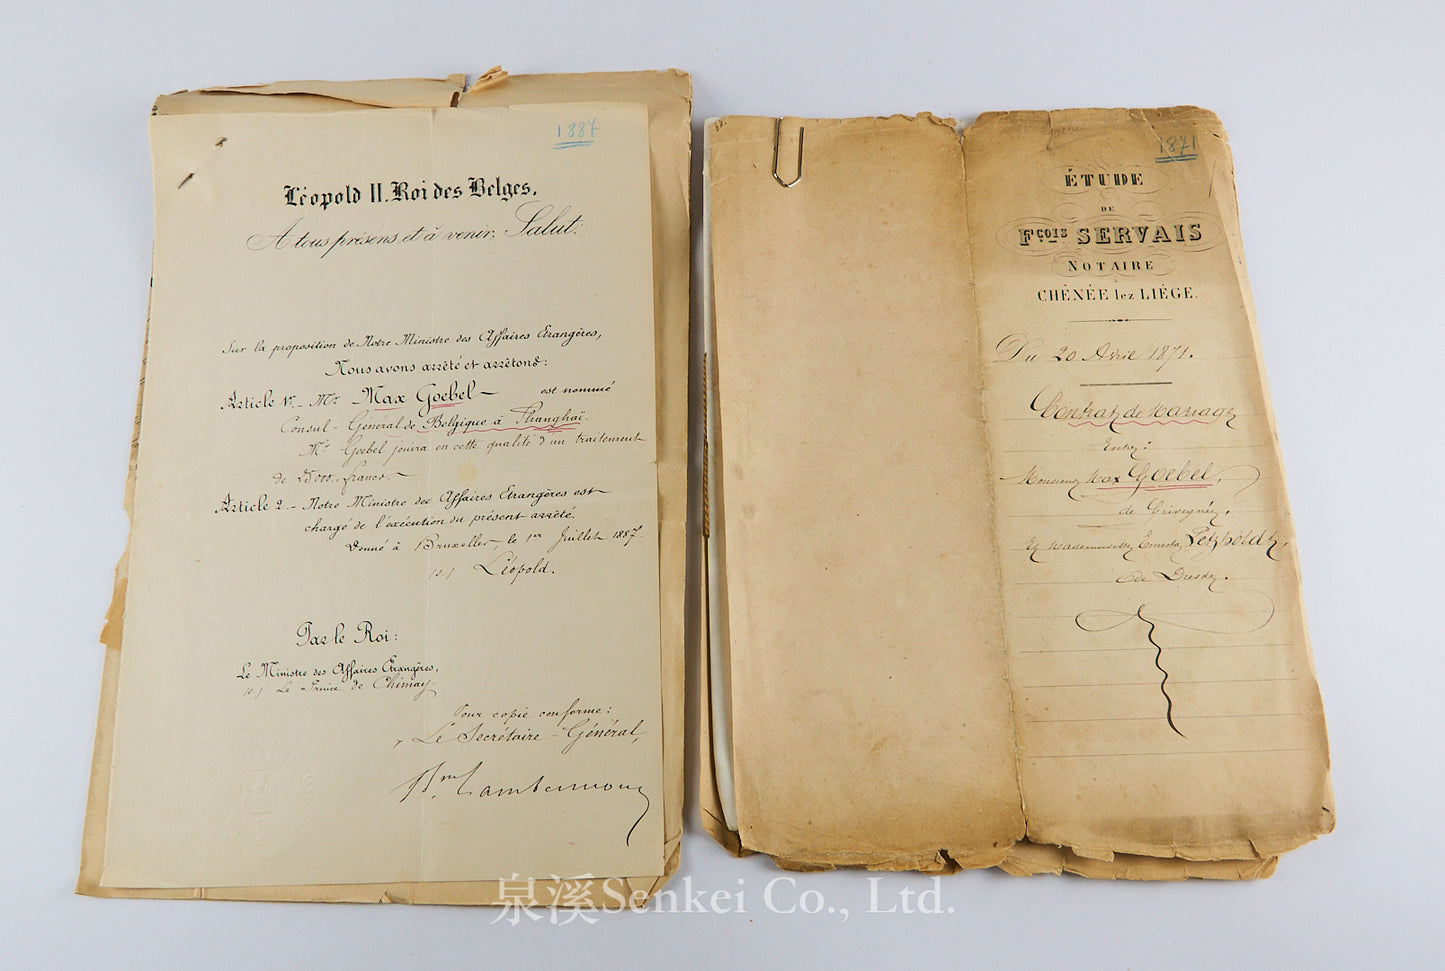 1887
Léopold II. Roi des Belges,
A tous présens et à venir, Salut.
Sur la proposition de Notre Ministre des Affaires Etrangères,
Nous avons arrêté et arrêtons:
Article 1er. – Mr. Max Goebel – est nommé
Consul-Général de Belgique à Shanghaï.
Mr Goebel jouira en cette qualité d'un traitement
de 25000 francs. –
Article 2. – Notre Ministre des Affaires Etrangères est
chargé de l'exécution du présent arrêté.
Donné à Bruxelles, le 1er Juillet 1887.
(s.) Léopold.
Par le Roi:
Le Ministre des Affaires Etrangères,
(s.) Le Prince de Chimay.
Pour copie conforme:
Le Secrétaire-Général,
Bon Lambermont
1871
ÉTUDE
DE
Fçois SERVAIS
NOTAIRE
CHÊNÉE lez LIÉGE.
Du 20 Avril 1871.
Contrat de Mariage
Entre:
Monsieur Max Goebel,
de Grivegnée,
Et Mademoiselle Ernesta Leypoldt,
de Dresde.
泉溪Senkei Co., Ltd.